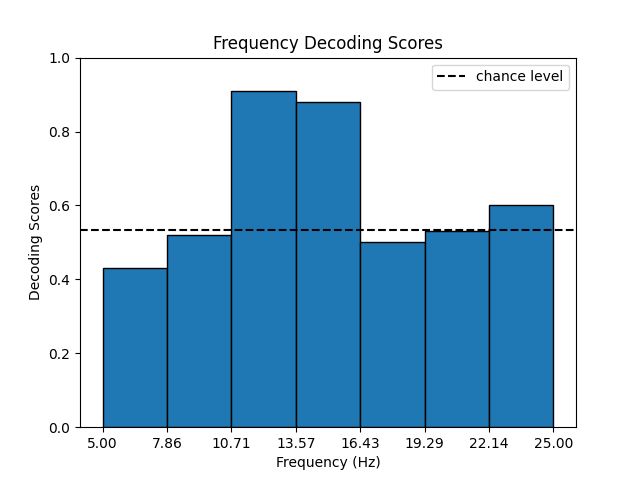 Frequency Decoding Scores
chance level
Decoding Scores
1.0
0.8
0.6
0.4
0.2
0.0
5.00 7.86 10.71 13.57 16.43 19.29 22.14 25.00
Frequency (Hz)